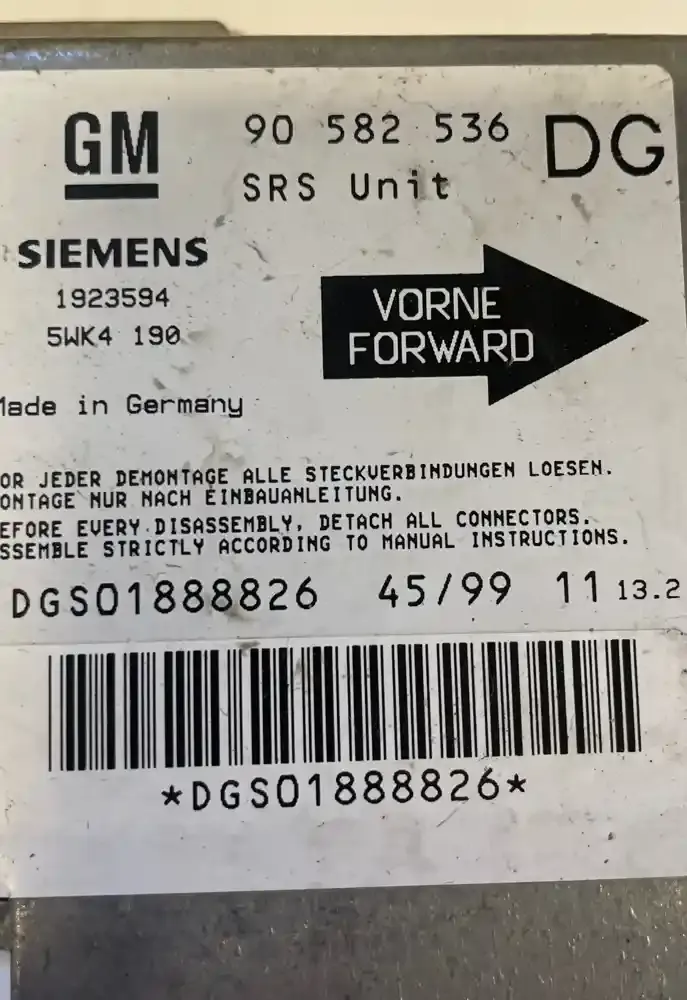 GM
90 582 536
DG
SRS Unit
SIEMENS
1923594
5WK4 190
VORNE
FORWARD
Made in Germany
OR JEDER DEMONTAGE ALLE STECKVERBINDUNGEN LOESEN.
ONTAGE NUR NACH EINBAUANLEITUNG.
EFORE EVERY DISASSEMBLY, DETACH ALL CONNECTORS.
SSEMBLE STRICTLY ACCORDING TO MANUAL INSTRUCTIONS.
DGS01888826 45/99 11 13.2
*DGS01888826*